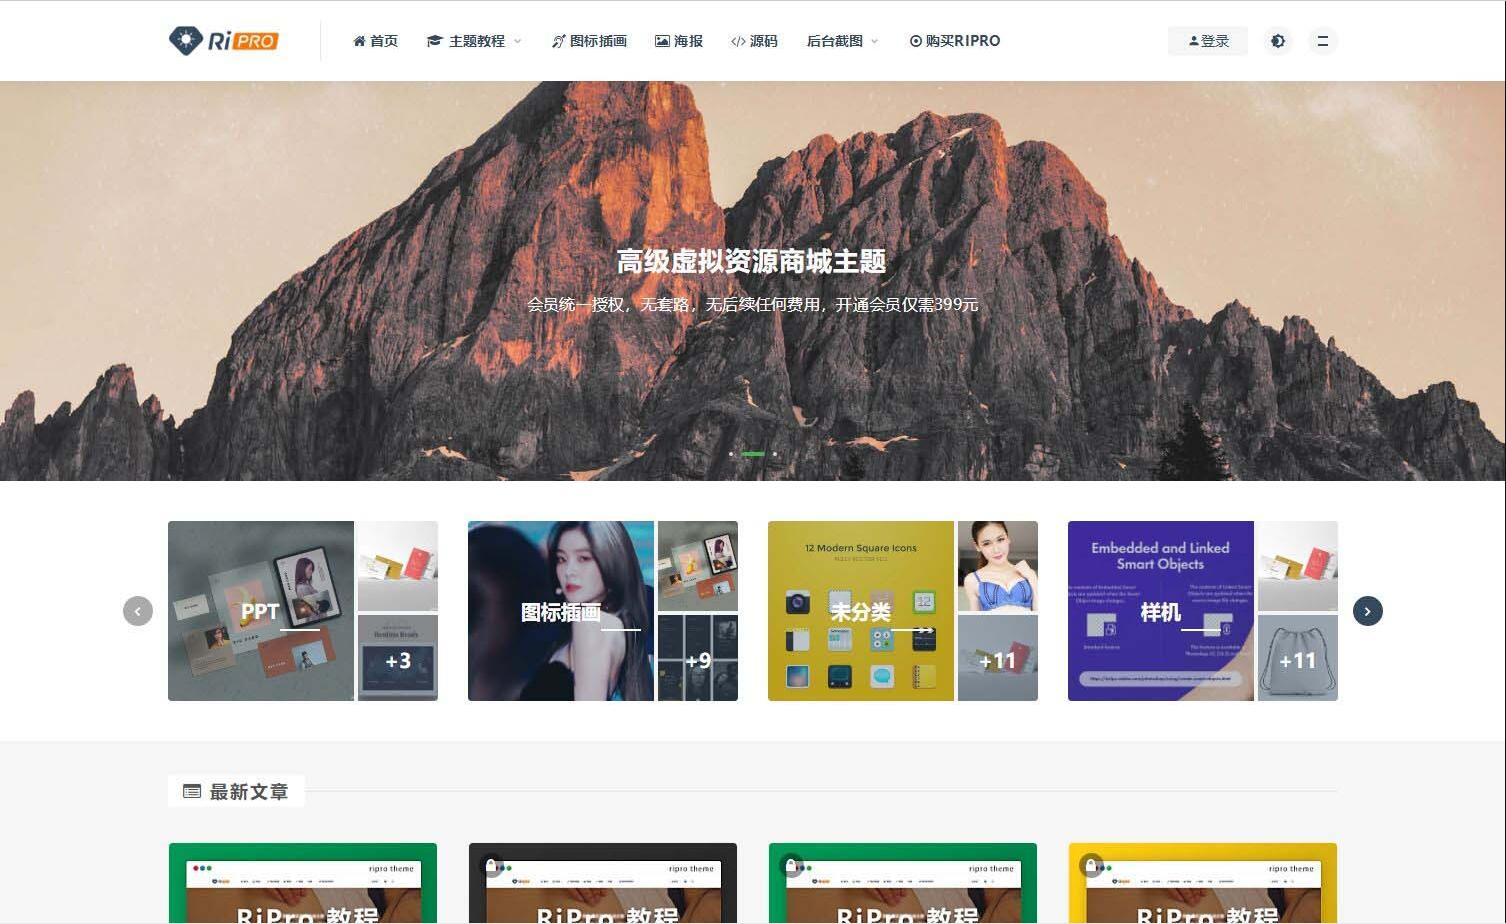 RiPRO
首页
主题教程
图标插画
海报
源码
后台截图
购买RIPRO
登录
高级虚拟资源商城主题
会员统一授权，无套路，无后续任何费用，开通会员仅需399元
PPT
+3
图标插画
+9
12 Modern Square Icons
12
未分类
+11
Embedded and Linked
Smart Objects
样机
+11
最新文章
ripro theme
ripro theme
ripro theme
ripro theme
RiPro 教程
RiPro 教程
RiPro 教程
RiPro 教程